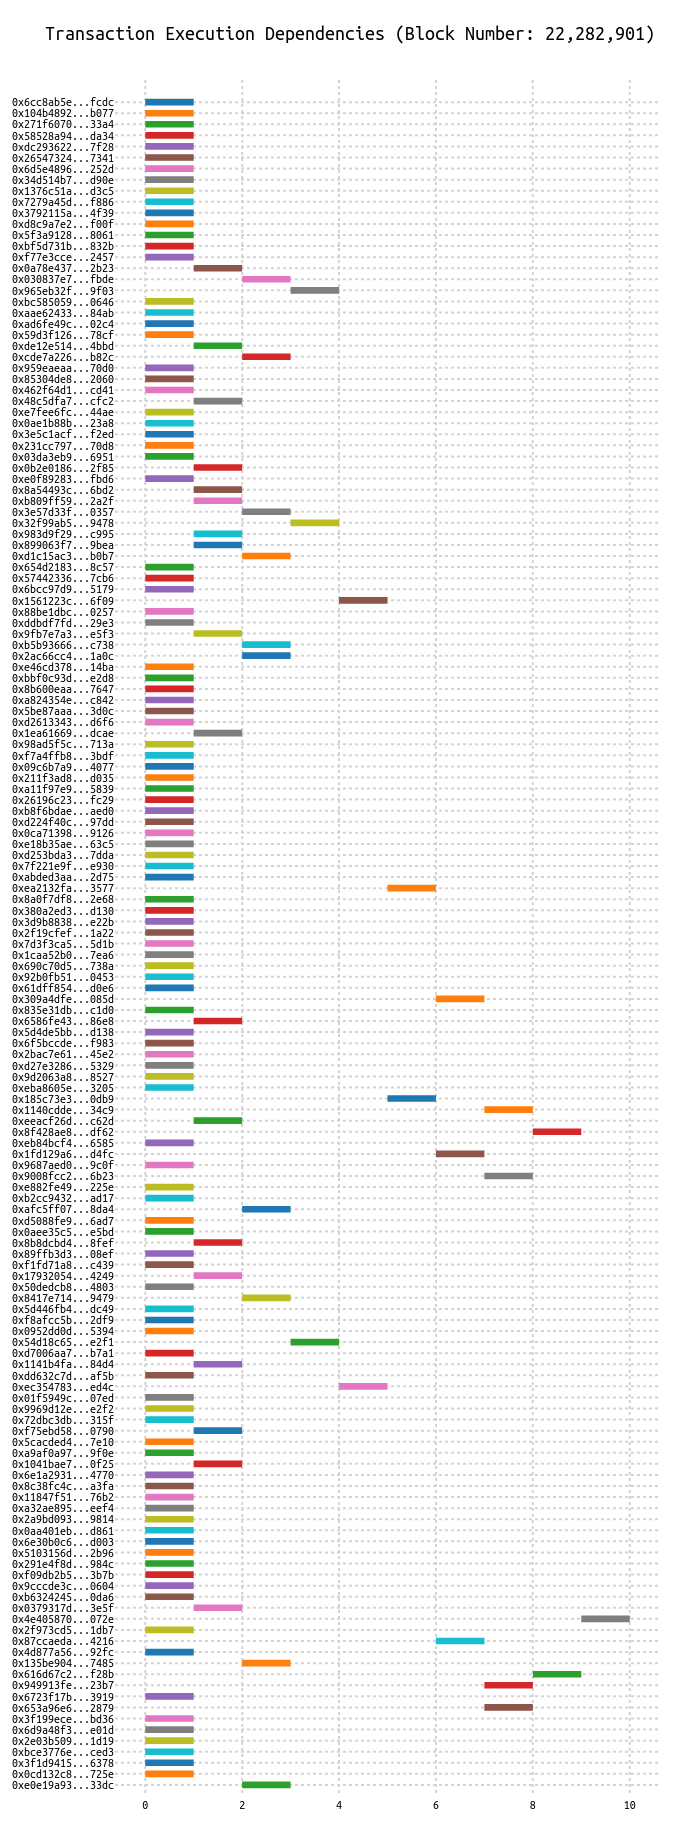 Transaction Execution Dependencies (Block Number: 22,282,901)
0x6cc8ab5e...fcdc
0x104b4892...b077
0x271f6070...33a4
0x58528a94...da34
0xdc293622...7f28
0x26547324...7341
0x6d5e4896...252d
0x34d514b7...d90e
0x1376c51a...d3c5
0x7279a45d...f886
0x3792115a...4f39
0xd8c9a7e2...f00f
0x5f3a9128...8061
0xbf5d731b...832b
0xf77e3cce...2457
0x0a78e437...2b23
0x030837e7...fbde
0x965eb32f...9f03
0xbc585059...0646
0xaae62433...84ab
0xad6fe49c...02c4
0x59d3f126...78cf
0xde12e514...4bbd
0xcde7a226...b82c
0x959eaeaa...70d0
0x85304de8...2060
0x462f64d1...cd41
0x48c5dfa7...cfc2
0xe7fee6fc...44ae
0x0ae1b88b...23a8
0x3e5c1acf...f2ed
0x231cc797...70d8
0x03da3eb9...6951
0x0b2e0186...2f85
0xe0f89283...fbd6
0x8a54493c...6bd2
0xb809ff59...2a2f
0x3e57d33f...0357
0x32f99ab5...9478
0x983d9f29...c995
0x899063f7...9bea
0xd1c15ac3...b0b7
0x654d2183...8c57
0x57442336...7cb6
0x6bcc97d9...5179
0x1561223c...6f09
0x88be1dbc...0257
0xddbdf7fd...29e3
0x9fb7e7a3...e5f3
0xb5b93666...c738
0x2ac66cc4...1a0c
0xe46cd378...14ba
0xbbf0c93d...e2d8
0x8b600eaa...7647
0xa824354e...c842
0x5be87aaa...3d0c
0xd2613343...d6f6
0x1ea61669...dcae
0x98ad5f5c...713a
0xf7a4ffb8...3bdf
0x09c6b7a9...4077
0x211f3ad8...d035
0xa11f97e9...5839
0x26196c23...fc29
0xb8f6bdae...aed0
0xd224f40c...97dd
0x0ca71398...9126
0xe18b35ae...63c5
0xd253bda3...7dda
0x7f221e9f...e930
0xabded3aa...2d75
0xea2132fa...3577
0x8a0f7df8...2e68
0x380a2ed3...d130
0x3d9b8838...e22b
0x2f19cfef...1a22
0x7d3f3ca5...5d1b
0x1caa52b0...7ea6
0x690c70d5...738a
0x92b0fb51...0453
0x61dff854...d0e6
0x309a4dfe...085d
0x835e31db...c1d0
0x6586fe43...86e8
0x5d4de5bb...d138
0x6f5bccde...f983
0x2bac7e61...45e2
0xd27e3286...5329
0x9d2063a8...8527
0xeba8605e...3205
0x185c73e3...0db9
0x1140cdde...34c9
0xeeacf26d...c62d
0x8f428ae8...df62
0xeb84bcf4...6585
0x1fd129a6...d4fc
0x9687aed0...9c0f
0x9008fcc2...6b23
0xe882fe49...225e
0xb2cc9432...ad17
0xafc5ff07...8da4
0xd5088fe9...6ad7
0x0aee35c5...e5bd
0x8b8dcbd4...8fef
0x89ffb3d3...08ef
0xf1fd71a8...c439
0x17932054...4249
0x50dedcb8...4803
0x8417e714...9479
0x5d446fb4...dc49
0xf8afcc5b...2df9
0x0952dd0d...5394
0x54d18c65...e2f1
0xd7006aa7...b7a1
0x1141b4fa...84d4
0xdd632c7d...af5b
0xec354783...ed4c
0x01f5949c...07ed
0x9969d12e...e2f2
0x72dbc3db...315f
0xf75ebd58...0790
0x5cacded4...7e10
0xa9af0a97...9f0e
0x1041bae7...0f25
0x6e1a2931...4770
0x8c38fc4c...a3fa
0x11847f51...76b2
0xa32ae895...eef4
0x2a9bd093...9814
0x0aa401eb...d861
0x6e30b0c6...d003
0x5103156d...2b96
0x291e4f8d...984c
0xf09db2b5...3b7b
0x9cccde3c...0604
0xb6324245...0da6
0x0379317d...3e5f
0x4e405870...072e
0x2f973cd5...1db7
0x87ccaeda...4216
0x4d877a56...92fc
0x135be904...7485
0x616d67c2...f28b
0x949913fe...23b7
0x6723f17b...3919
0x653a96e6...2879
0x3f199ece...bd36
0x6d9a48f3...e01d
0x2e03b509...1d19
0xbce3776e...ced3
0x3f1d9415...6378
0x0cd132c8...725e
0xe0e19a93...33dc
0 2 4 6 8 10